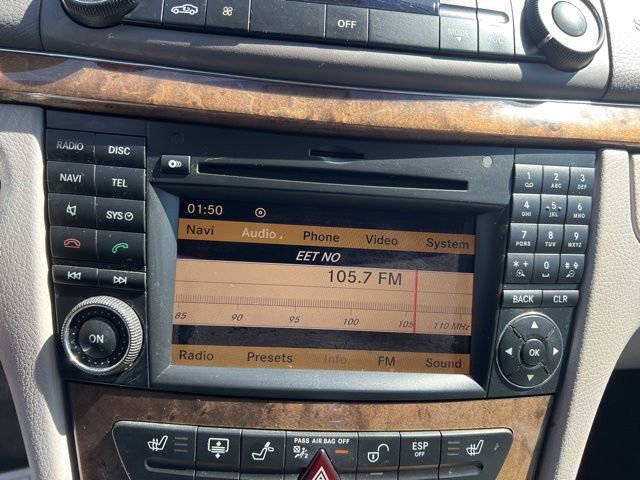 OFF
MODE
A/C
RADIO DISC
NAVI TEL
SYS
ON
01:50
Navi Audio Phone Video System
EET NO
105.7 FM
85 90 95 100 105 110 MHz
Radio Presets Info FM Sound
1 2 ABC 3 DEF
4 GHI 5 JKL 6 MNO
7 PQRS 8 TUV 9 WXYZ
* + 0 #
BACK CLR
OK
PASS AIR BAG OFF
ESP
OFF